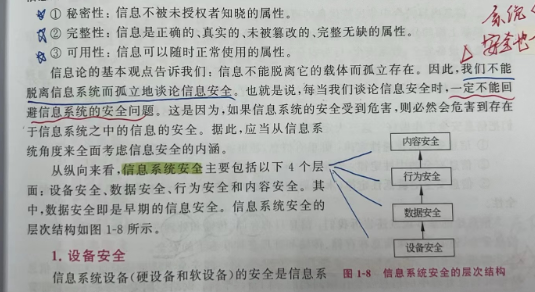 ① 秘密性：信息不被未授权者知晓的属性。
② 完整性：信息是正确的、真实的、未被篡改的、完整无缺的属性。
③ 可用性：信息可以随时正常使用的属性。
信息论的基本观点告诉我们：信息不能脱离它的载体而孤立存在。因此，我们不能
脱离信息系统而孤立地谈论信息安全。也就是说，每当我们谈论信息安全时，一定不能回
避信息系统的安全问题。这是因为，如果信息系统的安全受到危害，则必然会危害到存在
于信息系统之中的信息的安全。据此，应当从信息系
统角度来全面考虑信息安全的内涵。
从纵向来看，信息系统安全主要包括以下 4 个层
面：设备安全、数据安全、行为安全和内容安全。其
中，数据安全即是早期的信息安全。信息系统安全的
层次结构如图 1-8 所示。
1. 设备安全
信息系统设备(硬设备和软设备)的安全是信息系
系统
安全
内容安全
行为安全
数据安全
设备安全
图 1-8 信息系统安全的层次结构